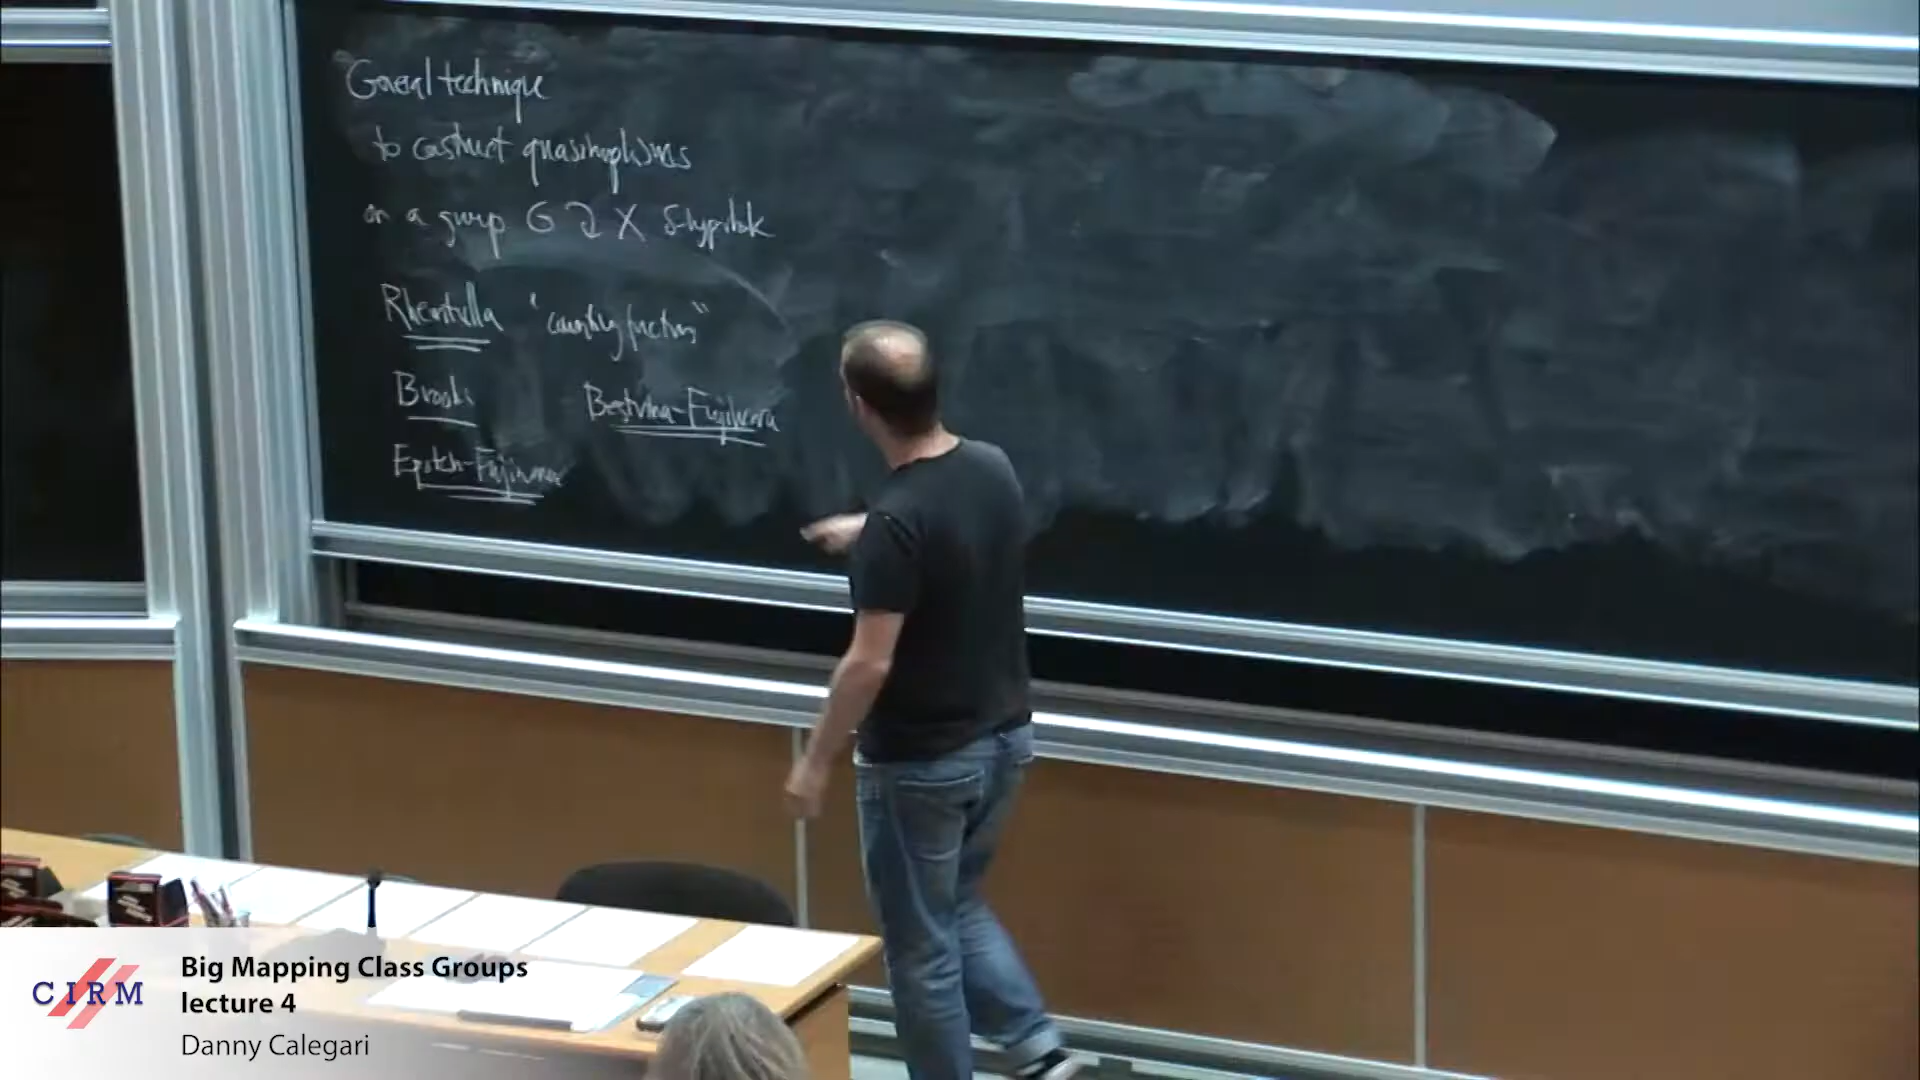 General technique
to construct quasimorphisms
on a group G X δ-hyperbolic
Rhemtulla "counting functions"
Brooks Bestvina-Fujiwara
Epstein-Fujiwara
CIRM
Big Mapping Class Groups
lecture 4
Danny Calegari